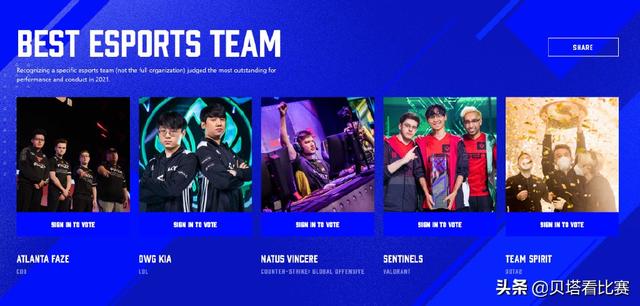 BEST ESPORTS TEAM
SHARE
Recognizing a specific esports team (not the full organization) judged the most outstanding for
performance and conduct in 2021.
SIGN IN TO VOTE
SIGN IN TO VOTE
SIGN IN TO VOTE
SIGN IN TO VOTE
SIGN IN TO VOTE
ATLANTA FAZE
COD
DWG KIA
LOL
NATUS VINCERE
COUNTER-STRIKE: GLOBAL OFFENSIVE
SENTINELS
VALORANT
TEAM SPIRIT
DOTA2
头条 @贝塔看比赛